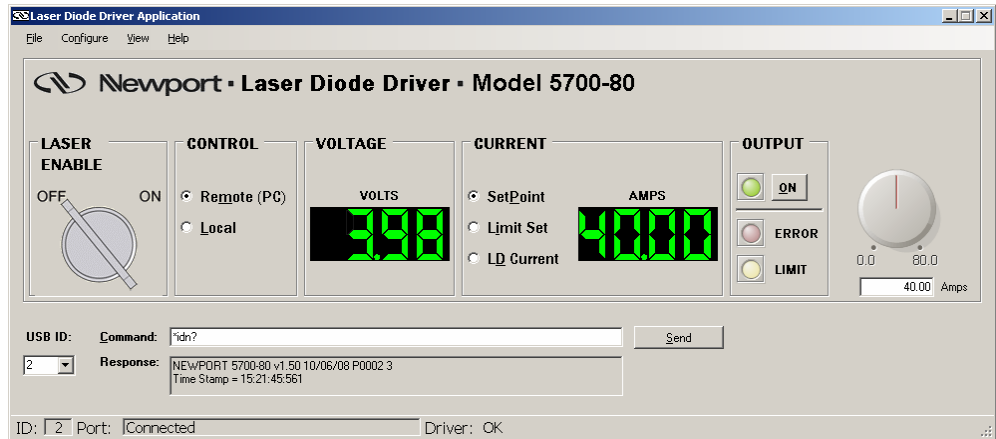 Laser Diode Driver Application
File Configure View Help
Newport · Laser Diode Driver · Model 5700-80
LASER ENABLE
OFF ON
CONTROL
Remote (PC)
Local
VOLTAGE
VOLTS
3.98
CURRENT
SetPoint
Limit Set
LD Current
AMPS
40.00
OUTPUT
ON
ERROR
LIMIT
0.0 80.0
40.00 Amps
USB ID: Command: *idn? Send
2 Response: NEWPORT 5700-80 v1.50 10/06/08 P0002 3
Time Stamp = 15:21:45:561
ID: 2 Port: Connected Driver: OK